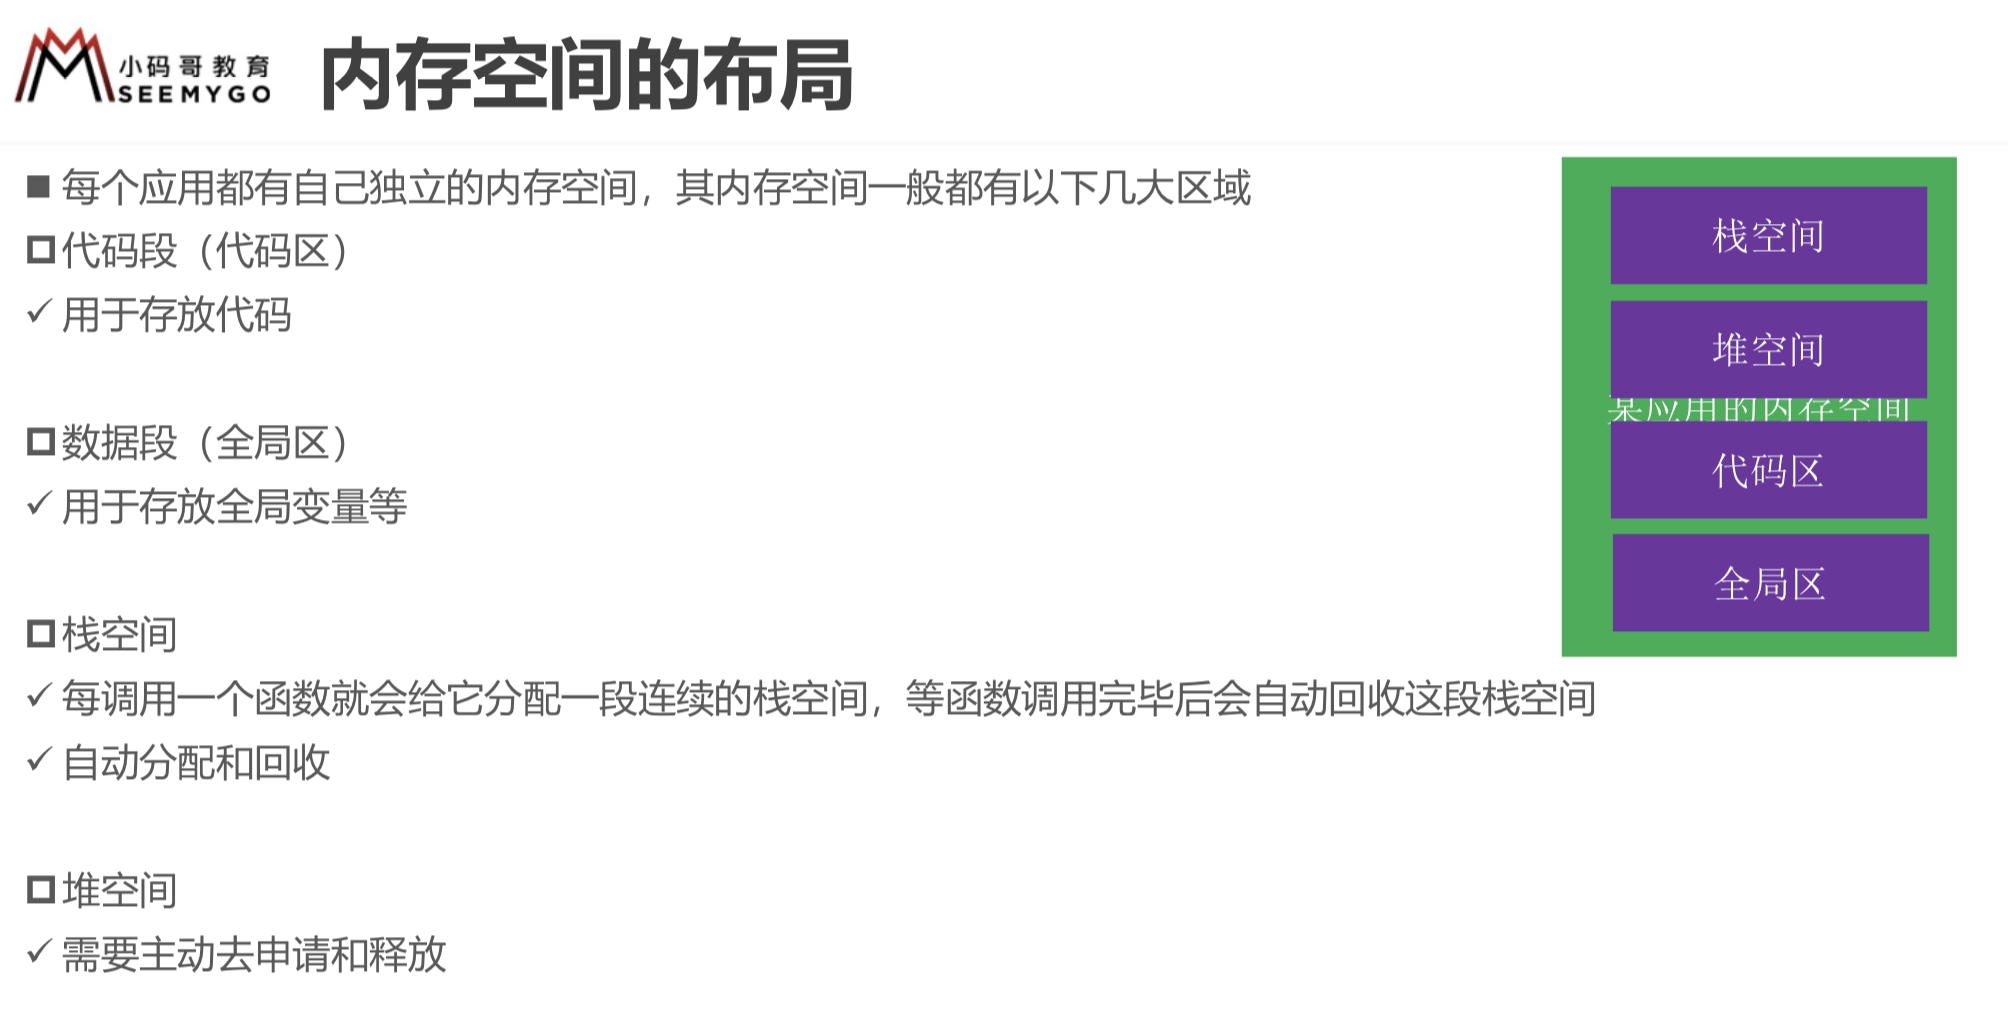 小码哥教育
SEEMYGO
内存空间的布局
■ 每个应用都有自己独立的内存空间，其内存空间一般都有以下几大区域
代码段（代码区）
✓ 用于存放代码
数据段（全局区）
✓ 用于存放全局变量等
栈空间
✓ 每调用一个函数就会给它分配一段连续的栈空间，等函数调用完毕后会自动回收这段栈空间
✓ 自动分配和回收
堆空间
✓ 需要主动去申请和释放
栈空间
堆空间
某应用的内存空间
代码区
全局区